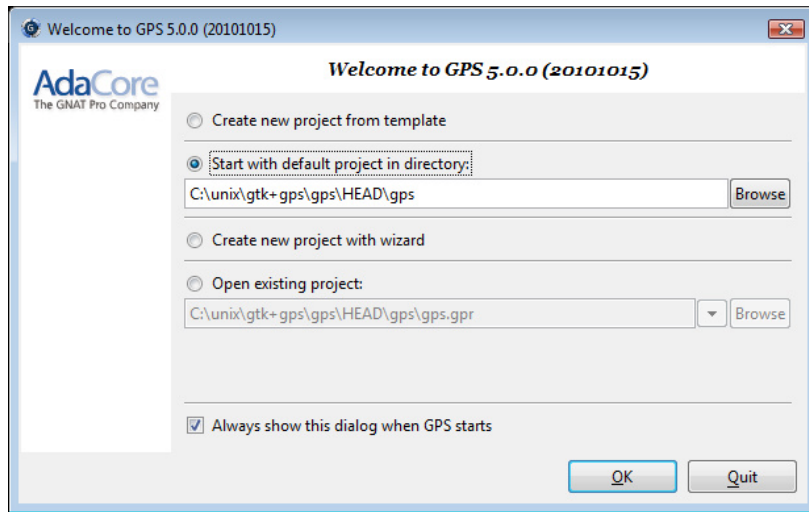 Welcome to GPS 5.0.0 (20101015)
Welcome to GPS 5.0.0 (20101015)
AdaCore
The GNAT Pro Company
Create new project from template
Start with default project in directory:
C:\unix\gtk+gps\gps\HEAD\gps
Browse
Create new project with wizard
Open existing project:
C:\unix\gtk+gps\gps\HEAD\gps\gps.gpr
Browse
Always show this dialog when GPS starts
OK
Quit